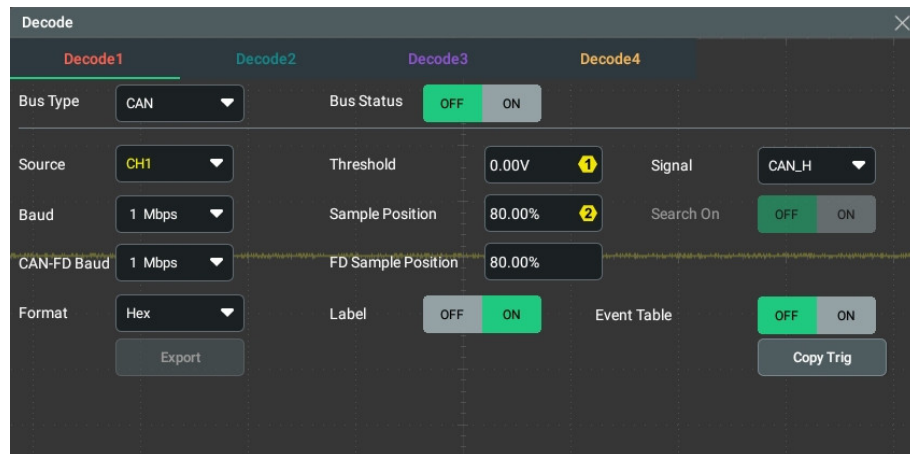 Decode
Decode1 Decode2 Decode3 Decode4
Bus Type CAN Bus Status OFF ON
Source CH1 Threshold 0.00V 1 Signal CAN_H
Baud 1 Mbps Sample Position 80.00% 2 Search On OFF ON
CAN-FD Baud 1 Mbps FD Sample Position 80.00%
Format Hex Label OFF ON Event Table OFF ON
Export Copy Trig